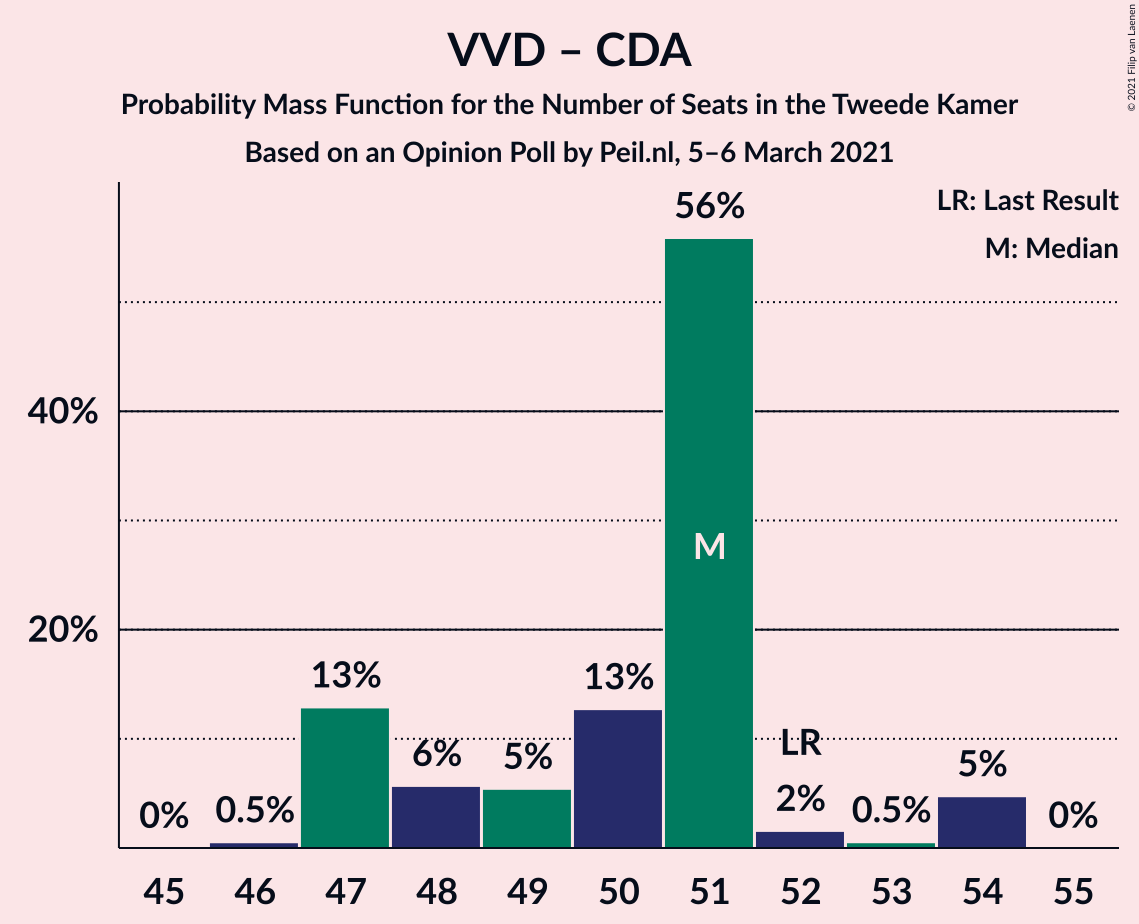 VVD – CDA
Probability Mass Function for the Number of Seats in the Tweede Kamer
Based on an Opinion Poll by Peil.nl, 5–6 March 2021
© 2021 Filip van Laenen
LR: Last Result
M: Median
56%
40%
M
20%
13%
13%
6%
5%
LR
5%
0%
0.5%
2%
0.5%
0%
45 46 47 48 49 50 51 52 53 54 55